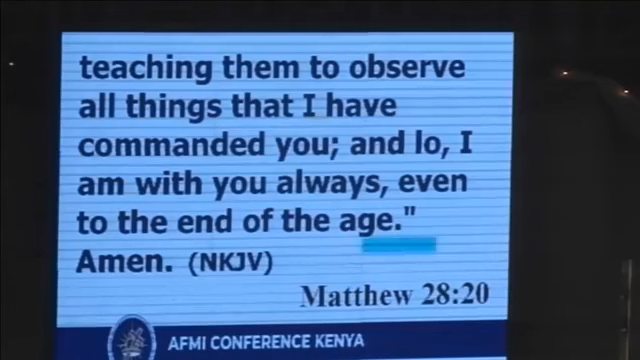 teaching them to observe
all things that I have
commanded you; and lo, I
am with you always, even
to the end of the age."
Amen. (NKJV)
Matthew 28:20
AFMI CONFERENCE KENYA